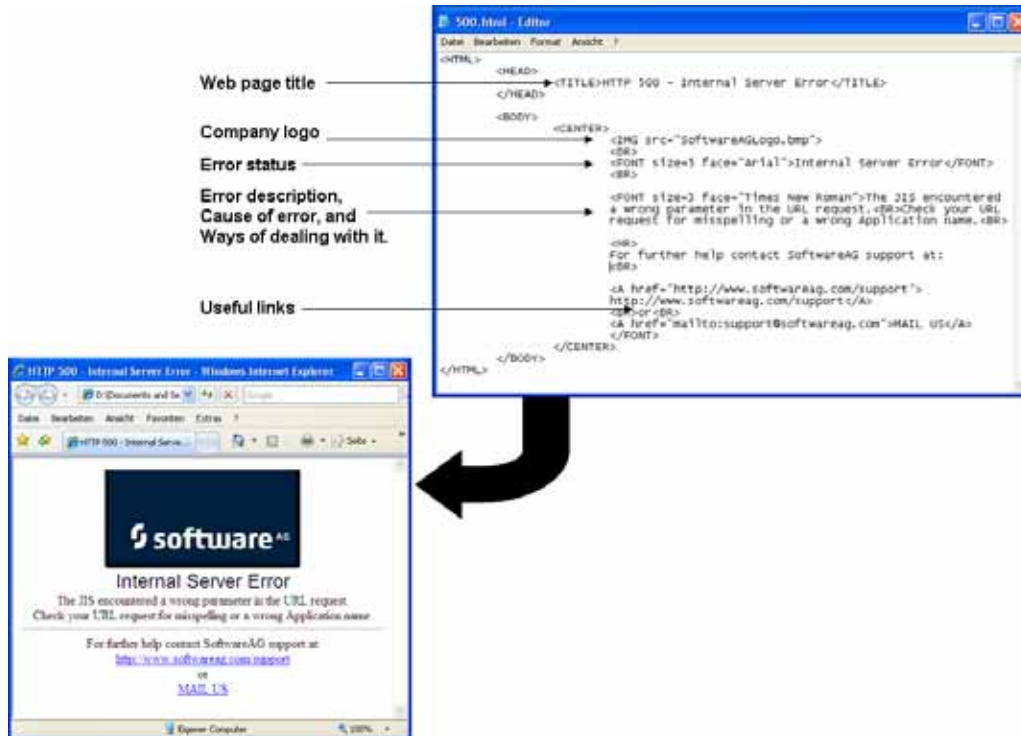 500.html - Editor
Datei Bearbeiten Format Ansicht ?
<HTML>
<HEAD>
Web page title
<TITLE>HTTP 500 - Internal Server Error</TITLE>
</HEAD>
<BODY>
<CENTER>
Company logo
<IMG src="SoftwareAGLogo.bmp">
<BR>
Error status
<FONT size=5 face="Arial">Internal Server Error</FONT>
<BR>
Error description,
Cause of error, and
Ways of dealing with it.
<FONT size=3 face="Times New Roman">The JIS encountered
a wrong parameter in the URL request.<BR>Check your URL
request for misspelling or a wrong Application name.<BR>
<HR>
For further help contact SoftwareAG support at:
<BR>
Useful links
<A href="http://www.softwareag.com/support">
http://www.softwareag.com/support</A>
<BR>or<BR>
<A href="mailto:support@softwareag.com">MAIL US</A>
</FONT>
</CENTER>
</BODY>
</HTML>
HTTP 500 - Internal Server Error - Windows Internet Explorer
D:\Documents and Se
Google
Datei Bearbeiten Ansicht Favoriten Extras ?
HTTP 500 - Internal Serve...
Seite
software AG
Internal Server Error
The JIS encountered a wrong parameter in the URL request.
Check your URL request for misspelling or a wrong Application name.
For further help contact SoftwareAG support at:
http://www.softwareag.com/support
or
MAIL US
Eigener Computer
100%